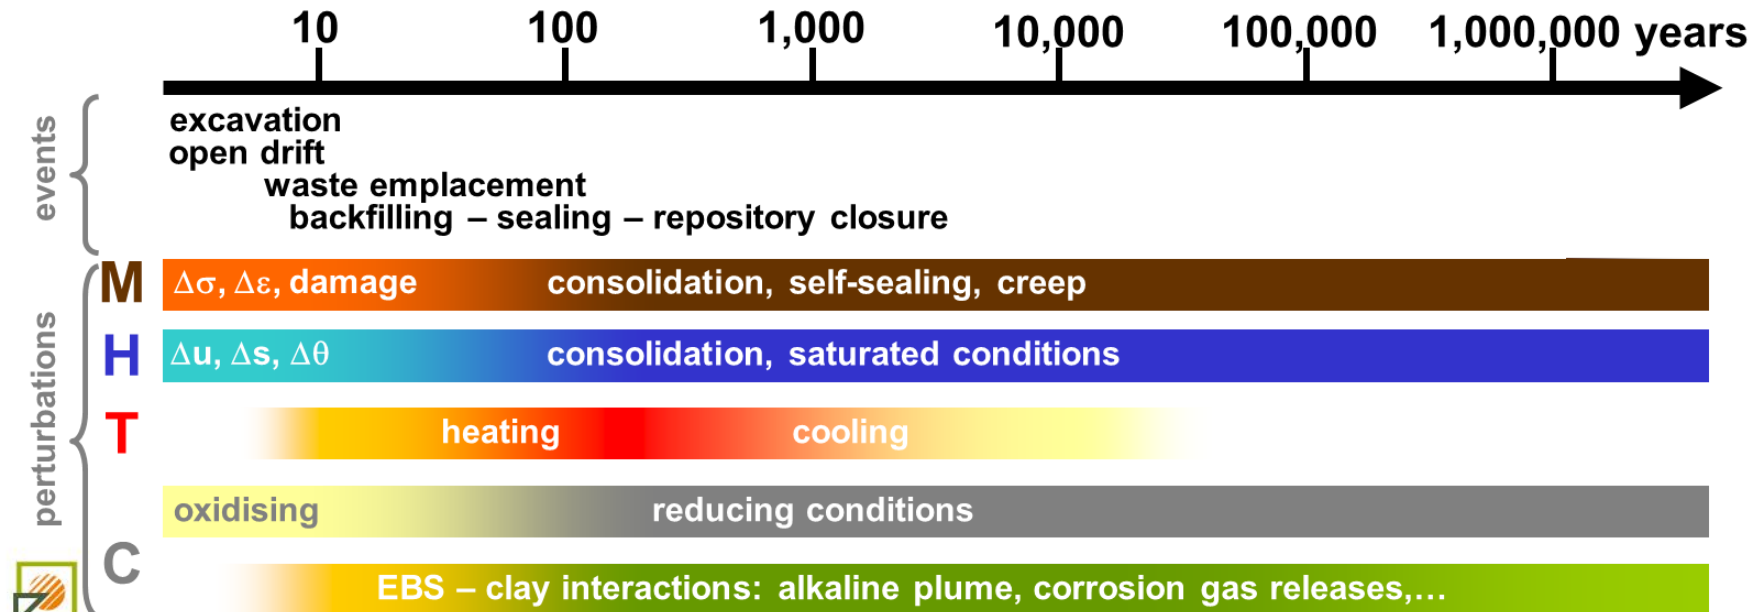 10 100 1,000 10,000 100,000 1,000,000 years
events
excavation
open drift
waste emplacement
backfilling – sealing – repository closure
perturbations
M Δσ, Δε, damage consolidation, self-sealing, creep
H Δu, Δs, Δθ consolidation, saturated conditions
T heating cooling
oxidising reducing conditions
C
EBS – clay interactions: alkaline plume, corrosion gas releases,…